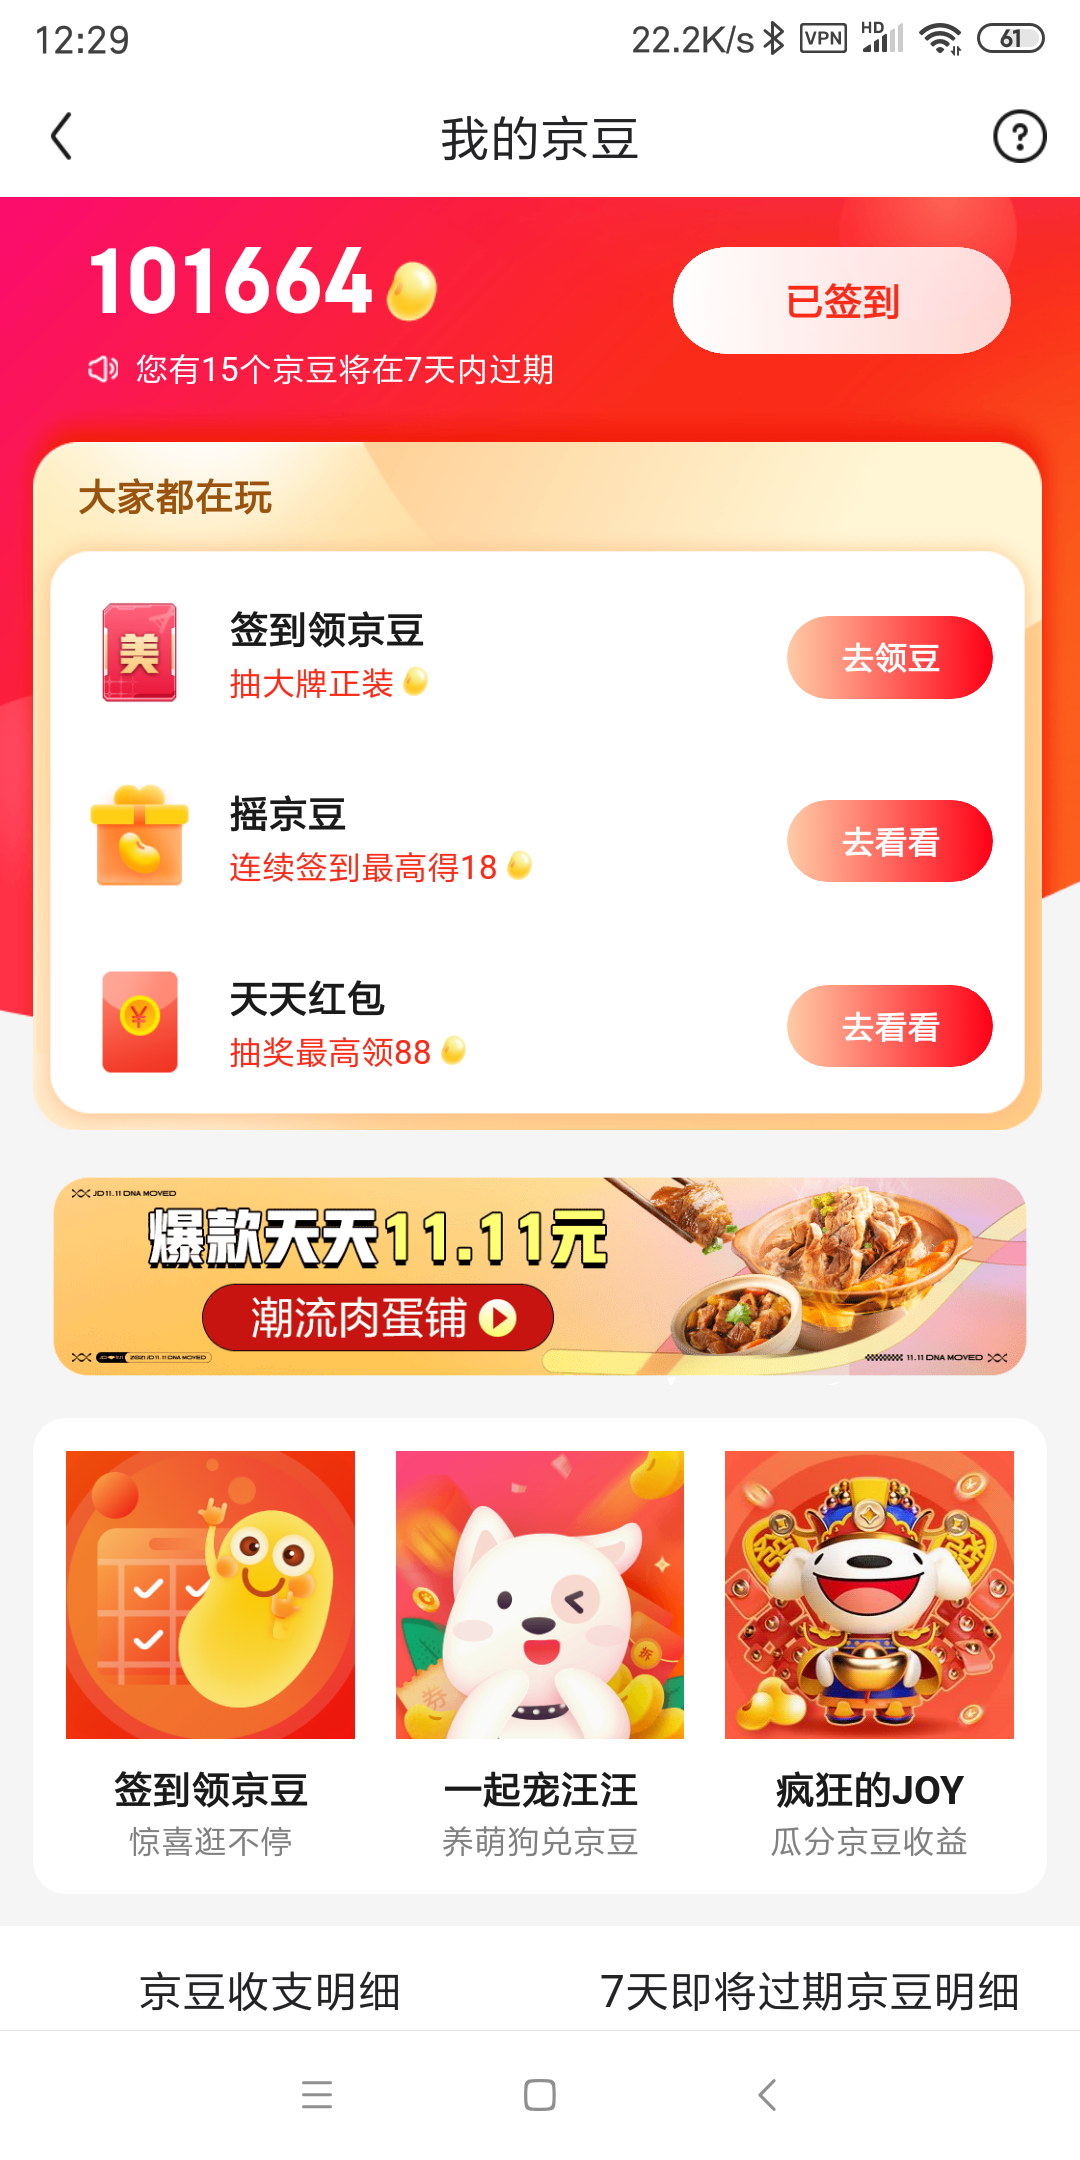 12:29
22.2K/s VPN HD 61
我的京豆
?
101664
已签到
您有15个京豆将在7天内过期
大家都在玩
美
签到领京豆
抽大牌正装
去领豆
摇京豆
连续签到最高得18
去看看
¥
天天红包
抽奖最高领88
去看看
JD11.11 DNA MOVED
爆款天天11.11元
潮流肉蛋铺
2021JD11.11 DNA MOVED
11.11 DNA MOVED
券
拆
签到领京豆
惊喜逛不停
一起宠汪汪
养萌狗兑京豆
疯狂的JOY
瓜分京豆收益
京豆收支明细
7天即将过期京豆明细